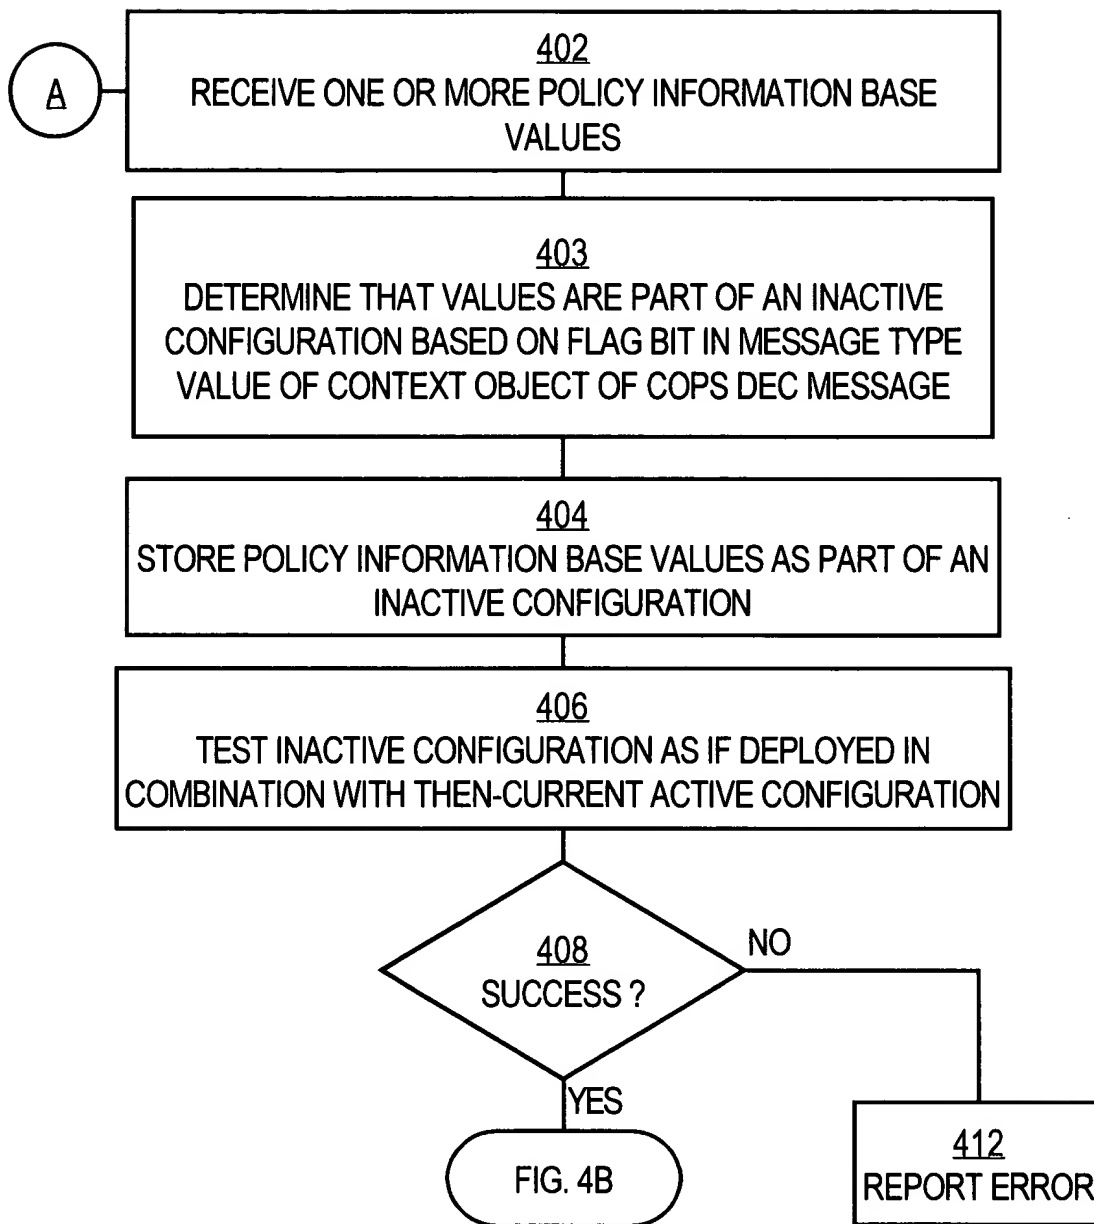 A
402
RECEIVE ONE OR MORE POLICY INFORMATION BASE
VALUES
403
DETERMINE THAT VALUES ARE PART OF AN INACTIVE
CONFIGURATION BASED ON FLAG BIT IN MESSAGE TYPE
VALUE OF CONTEXT OBJECT OF COPS DEC MESSAGE
404
STORE POLICY INFORMATION BASE VALUES AS PART OF AN
INACTIVE CONFIGURATION
406
TEST INACTIVE CONFIGURATION AS IF DEPLOYED IN
COMBINATION WITH THEN-CURRENT ACTIVE CONFIGURATION
408
SUCCESS ?
NO
YES
FIG. 4B
412
REPORT ERROR